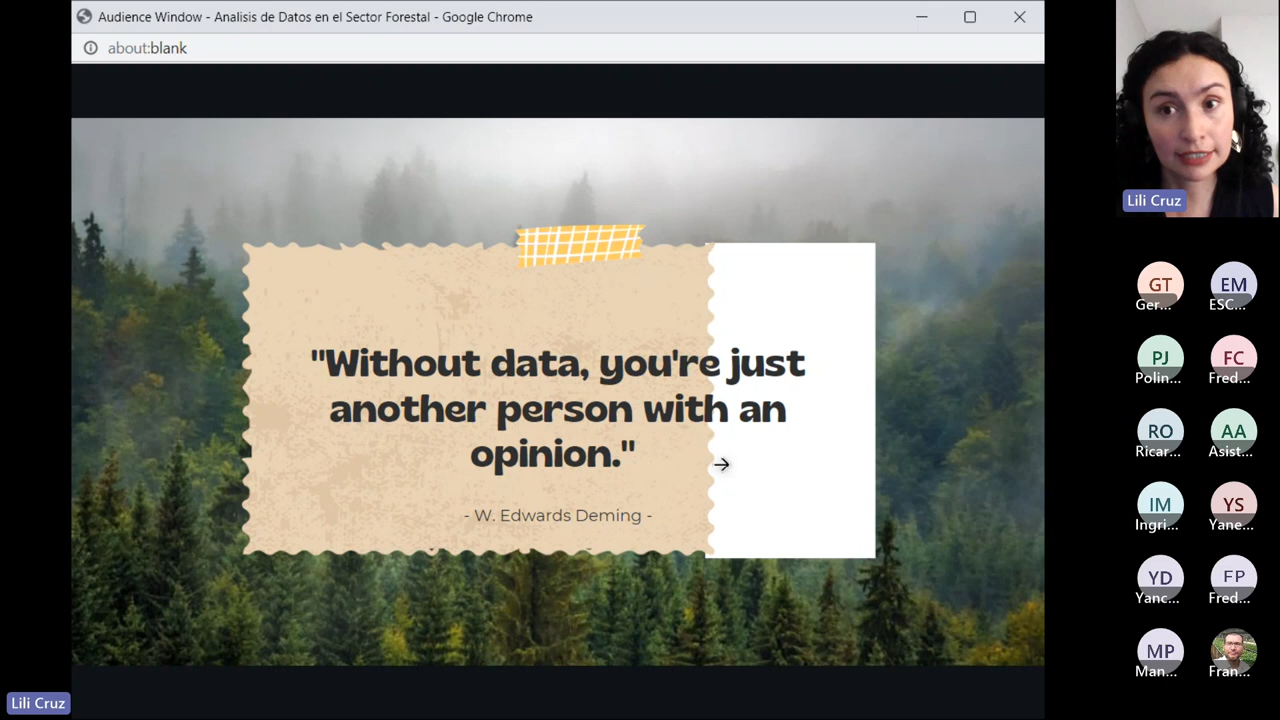 Audience Window - Analisis de Datos en el Sector Forestal - Google Chrome
about:blank
"Without data, you're just
another person with an
opinion."
- W. Edwards Deming -
Lili Cruz
GT
Ger...
EM
ESC...
PJ
Polin...
FC
Fred...
RO
Ricar...
AA
Asist...
IM
Ingri...
YS
Yane...
YD
Yanc...
FP
Fred...
MP
Man...
Fran...
Lili Cruz